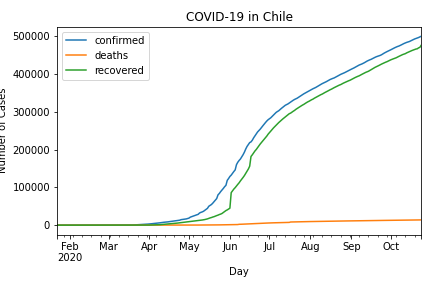 COVID-19 in Chile
confirmed
deaths
recovered
Number of Cases
500000
400000
300000
200000
100000
0
Feb Mar Apr May Jun Jul Aug Sep Oct
2020
Day